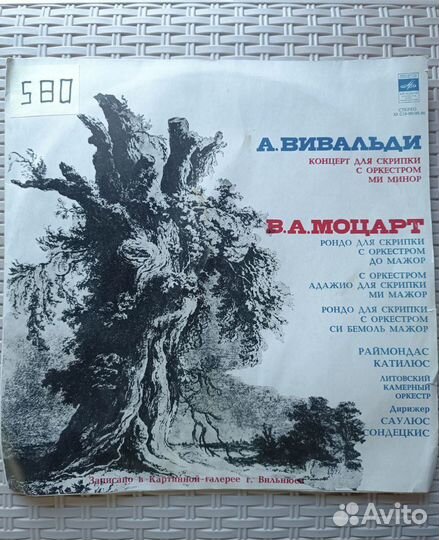 580
СТЕРЕО
А. ВИВАЛЬДИ
КОНЦЕРТ ДЛЯ СКРИПКИ
С ОРКЕСТРОМ
МИ МИНОР
В. А. МОЦАРТ
РОНДО ДЛЯ СКРИПКИ
С ОРКЕСТРОМ
ДО МАЖОР
С ОРКЕСТРОМ
АДАЖИО ДЛЯ СКРИПКИ
МИ МАЖОР
РОНДО ДЛЯ СКРИПКИ
С ОРКЕСТРОМ
СИ БЕМОЛЬ МАЖОР
РАЙМОНДАС
КАТИЛЮС
ЛИТОВСКИЙ
КАМЕРНЫЙ
ОРКЕСТР
Дирижер
САУЛЮС
СОНДЕЦКИС
Записано в Картинной галерее г. Вильнюса
Avito